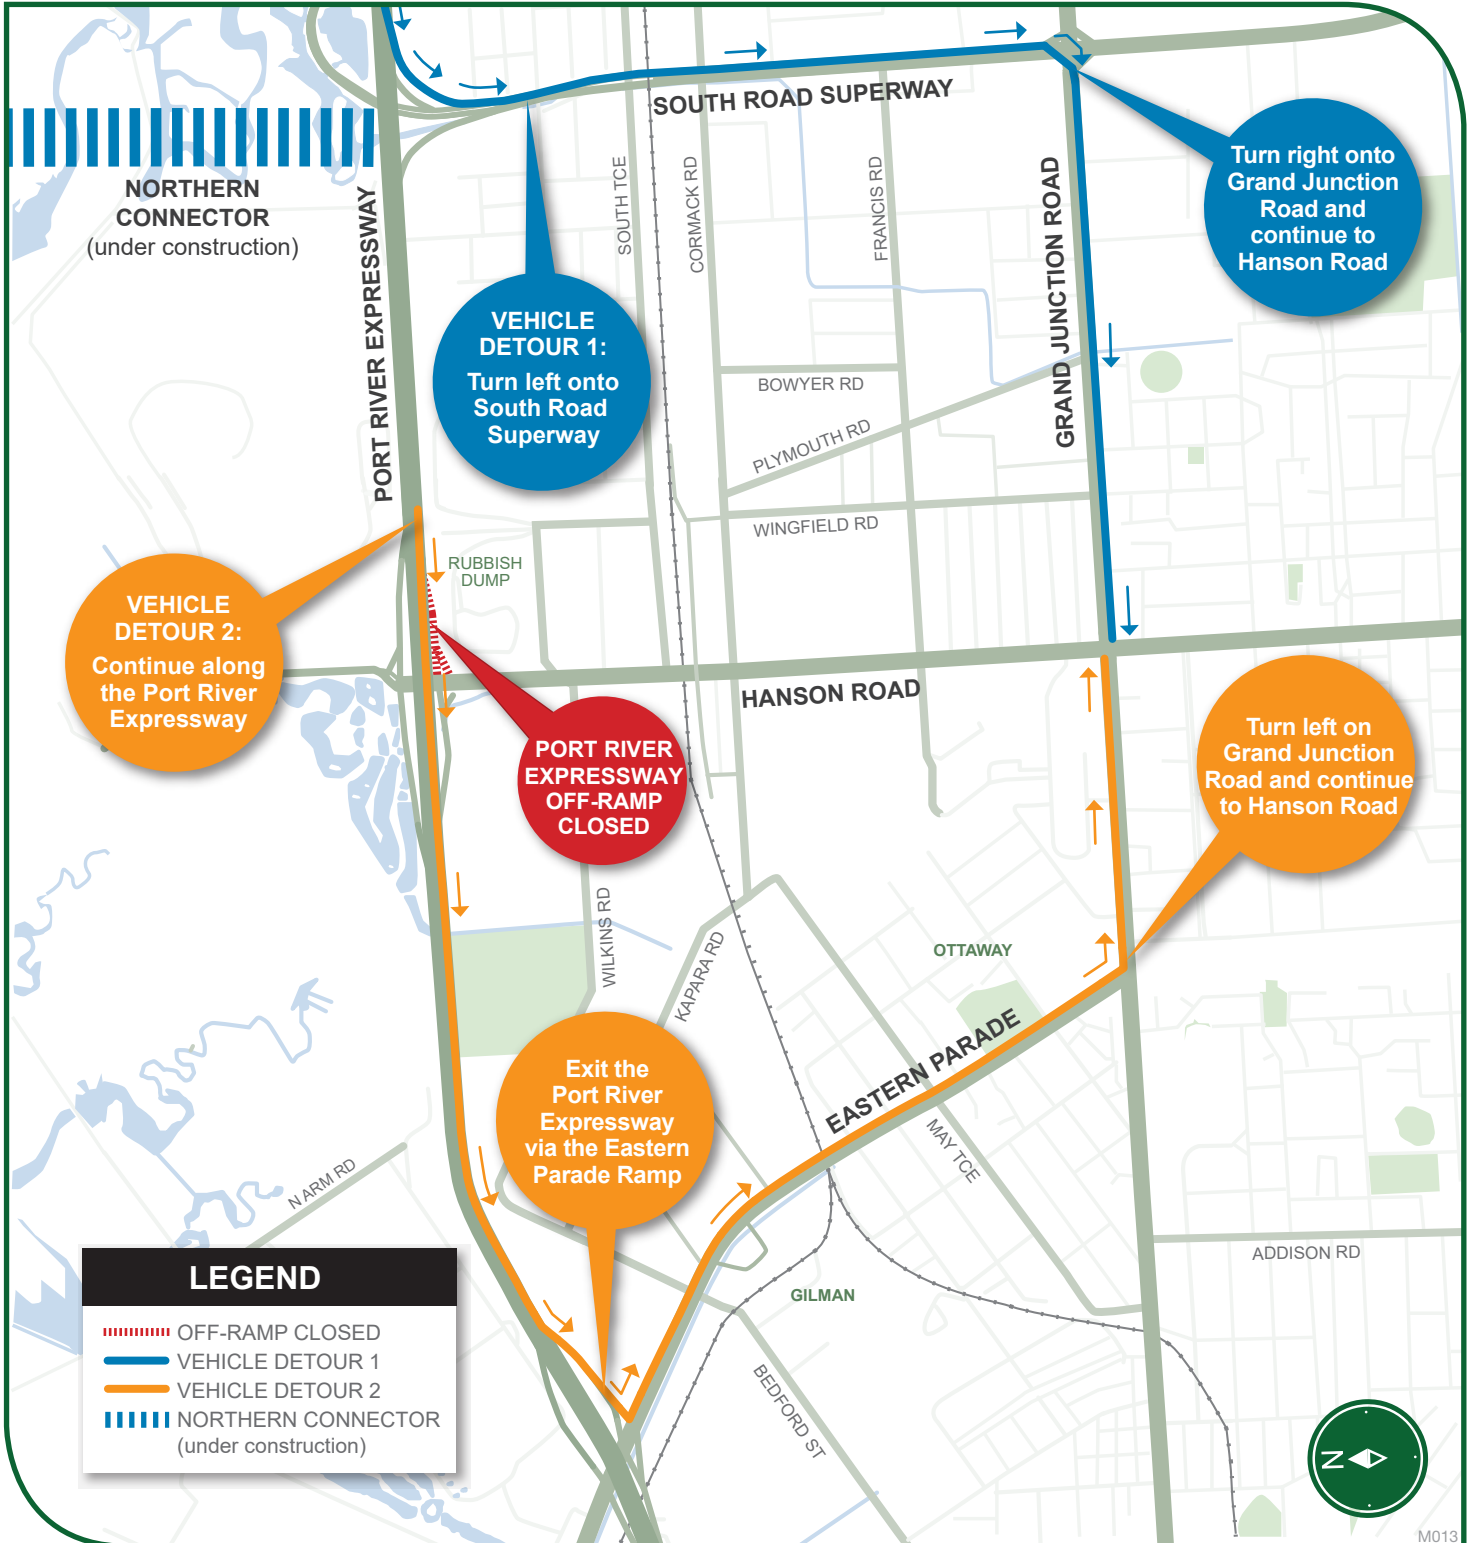 SOUTH ROAD SUPERWAY
NORTHERN
CONNECTOR
(under construction)
PORT RIVER EXPRESSWAY
SOUTH TCE
CORMACK RD
FRANCIS RD
GRAND JUNCTION ROAD
Turn right onto
Grand Junction
Road and
continue to
Hanson Road
VEHICLE
DETOUR 1:
Turn left onto
South Road
Superway
BOWYER RD
PLYMOUTH RD
WINGFIELD RD
RUBBISH
DUMP
VEHICLE
DETOUR 2:
Continue along
the Port River
Expressway
HANSON ROAD
PORT RIVER
EXPRESSWAY
OFF-RAMP
CLOSED
Turn left on
Grand Junction
Road and continue
to Hanson Road
WILKINS RD
KAPARA RD
OTTAWAY
EASTERN PARADE
MAY TCE
Exit the
Port River
Expressway
via the Eastern
Parade Ramp
N ARM RD
ADDISON RD
GILMAN
BEDFORD ST
LEGEND
OFF-RAMP CLOSED
VEHICLE DETOUR 1
VEHICLE DETOUR 2
NORTHERN CONNECTOR
(under construction)
N
M013